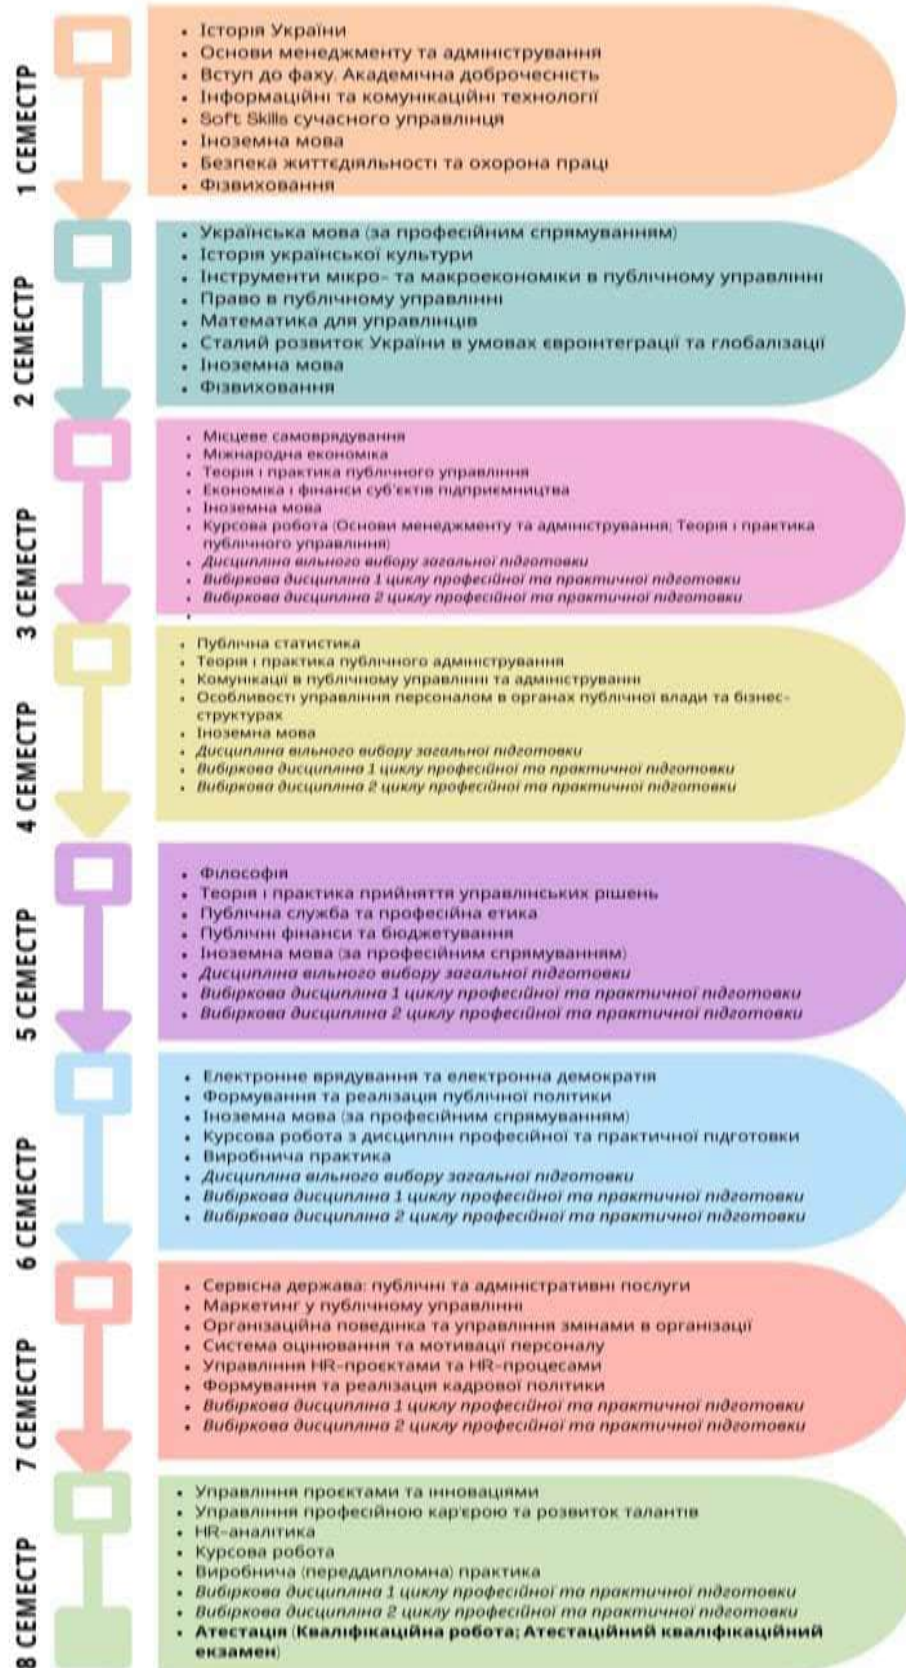 1 СЕМЕСТР
• Історія України
• Основи менеджменту та адміністрування
• Вступ до фаху. Академічна доброчесність
• Інформаційні та комунікаційні технології
• Soft Skills сучасного управлінця
• Іноземна мова
• Безпека життєдіяльності та охорона праці
• Фізвиховання
2 СЕМЕСТР
• Українська мова (за професійним спрямуванням)
• Історія української культури
• Інструменти мікро- та макроекономіки в публічному управлінні
• Право в публічному управлінні
• Математика для управлінців
• Сталий розвиток України в умовах євроінтеграції та глобалізації
• Іноземна мова
• Фізвиховання
3 СЕМЕСТР
• Місцеве самоврядування
• Міжнародна економіка
• Теорія і практика публічного управління
• Економіка і фінанси суб'єктів підприємництва
• Іноземна мова
• Курсова робота (Основи менеджменту та адміністрування; Теорія і практика
публічного управління)
• Дисципліна вільного вибору загальної підготовки
• Вибіркова дисципліна 1 циклу професійної та практичної підготовки
• Вибіркова дисципліна 2 циклу професійної та практичної підготовки
•
4 СЕМЕСТР
• Публічна статистика
• Теорія і практика публічного адміністрування
• Комунікації в публічному управлінні та адмініструванні
• Особливості управління персоналом в органах публічної влади та бізнес-
структурах
• Іноземна мова
• Дисципліна вільного вибору загальної підготовки
• Вибіркова дисципліна 1 циклу професійної та практичної підготовки
• Вибіркова дисципліна 2 циклу професійної та практичної підготовки
5 СЕМЕСТР
• Філософія
• Теорія і практика прийняття управлінських рішень
• Публічна служба та професійна етика
• Публічні фінанси та бюджетування
• Іноземна мова (за професійним спрямуванням)
• Дисципліна вільного вибору загальної підготовки
• Вибіркова дисципліна 1 циклу професійної та практичної підготовки
• Вибіркова дисципліна 2 циклу професійної та практичної підготовки
6 СЕМЕСТР
• Електронне врядування та електронна демократія
• Формування та реалізація публічної політики
• Іноземна мова (за професійним спрямуванням)
• Курсова робота з дисциплін професійної та практичної підготовки
• Виробнича практика
• Дисципліна вільного вибору загальної підготовки
• Вибіркова дисципліна 1 циклу професійної та практичної підготовки
• Вибіркова дисципліна 2 циклу професійної та практичної підготовки
7 СЕМЕСТР
• Сервісна держава: публічні та адміністративні послуги
• Маркетинг у публічному управлінні
• Організаційна поведінка та управління змінами в організації
• Система оцінювання та мотивації персоналу
• Управління HR-проєктами та HR-процесами
• Формування та реалізація кадрової політики
• Вибіркова дисципліна 1 циклу професійної та практичної підготовки
• Вибіркова дисципліна 2 циклу професійної та практичної підготовки
8 СЕМЕСТР
• Управління проєктами та інноваціями
• Управління професійною кар'єрою та розвиток талантів
• HR-аналітика
• Курсова робота
• Виробнича (переддипломна) практика
• Вибіркова дисципліна 1 циклу професійної та практичної підготовки
• Вибіркова дисципліна 2 циклу професійної та практичної підготовки
• Атестація (Кваліфікаційна робота; Атестаційний кваліфікаційний
екзамен)